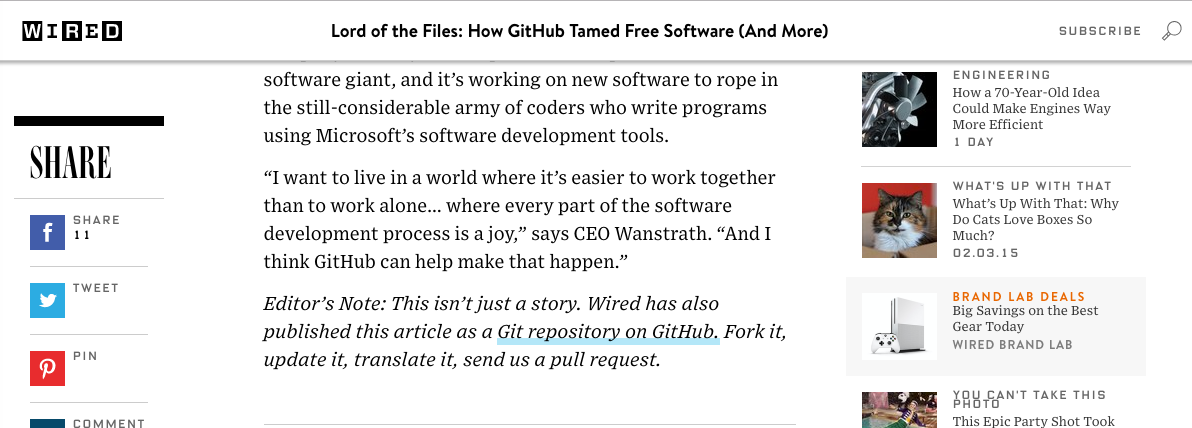 WIRED
Lord of the Files: How GitHub Tamed Free Software (And More)
SUBSCRIBE
SHARE
SHARE
11
TWEET
PIN
COMMENT
software giant, and it’s working on new software to rope in
the still-considerable army of coders who write programs
using Microsoft’s software development tools.
“I want to live in a world where it’s easier to work together
than to work alone... where every part of the software
development process is a joy,” says CEO Wanstrath. “And I
think GitHub can help make that happen.”
Editor’s Note: This isn’t just a story. Wired has also
published this article as a Git repository on GitHub. Fork it,
update it, translate it, send us a pull request.
ENGINEERING
How a 70-Year-Old Idea
Could Make Engines Way
More Efficient
1 DAY
WHAT’S UP WITH THAT
What’s Up With That: Why
Do Cats Love Boxes So
Much?
02.03.15
BRAND LAB DEALS
Big Savings on the Best
Gear Today
WIRED BRAND LAB
YOU CAN’T TAKE THIS
PHOTO
This Epic Party Shot Took